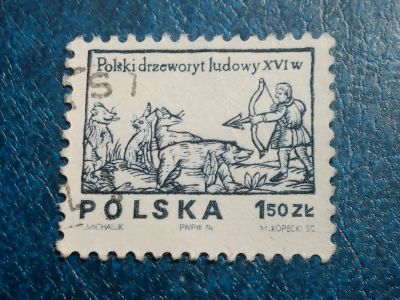 Polski drzeworyt ludowy XVI w
POLSKA 1 50 ZŁ
MICHALUK PWPW 74 M.KOPECKI SC.